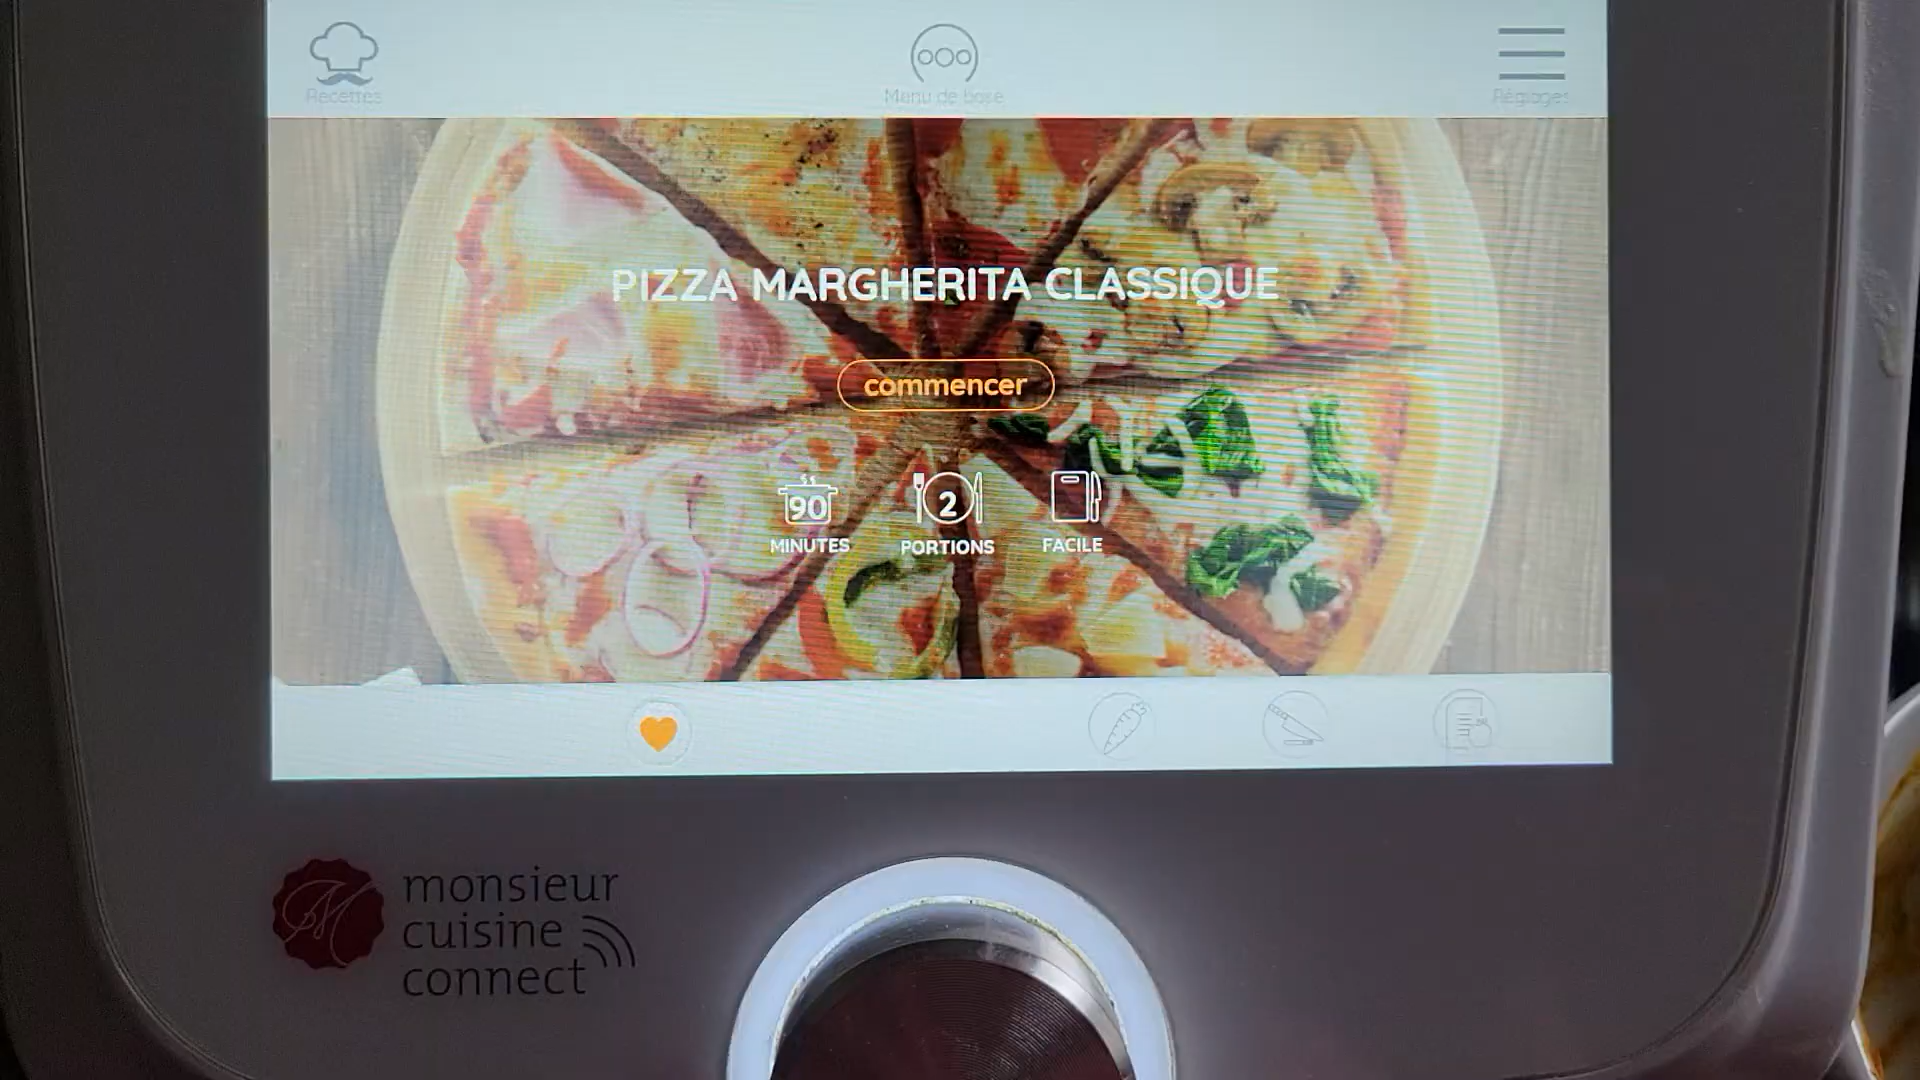 Recettes
Menu de base
Réglages
PIZZA MARGHERITA CLASSIQUE
commencer
90
MINUTES
2
PORTIONS
FACILE
monsieur
cuisine
connect